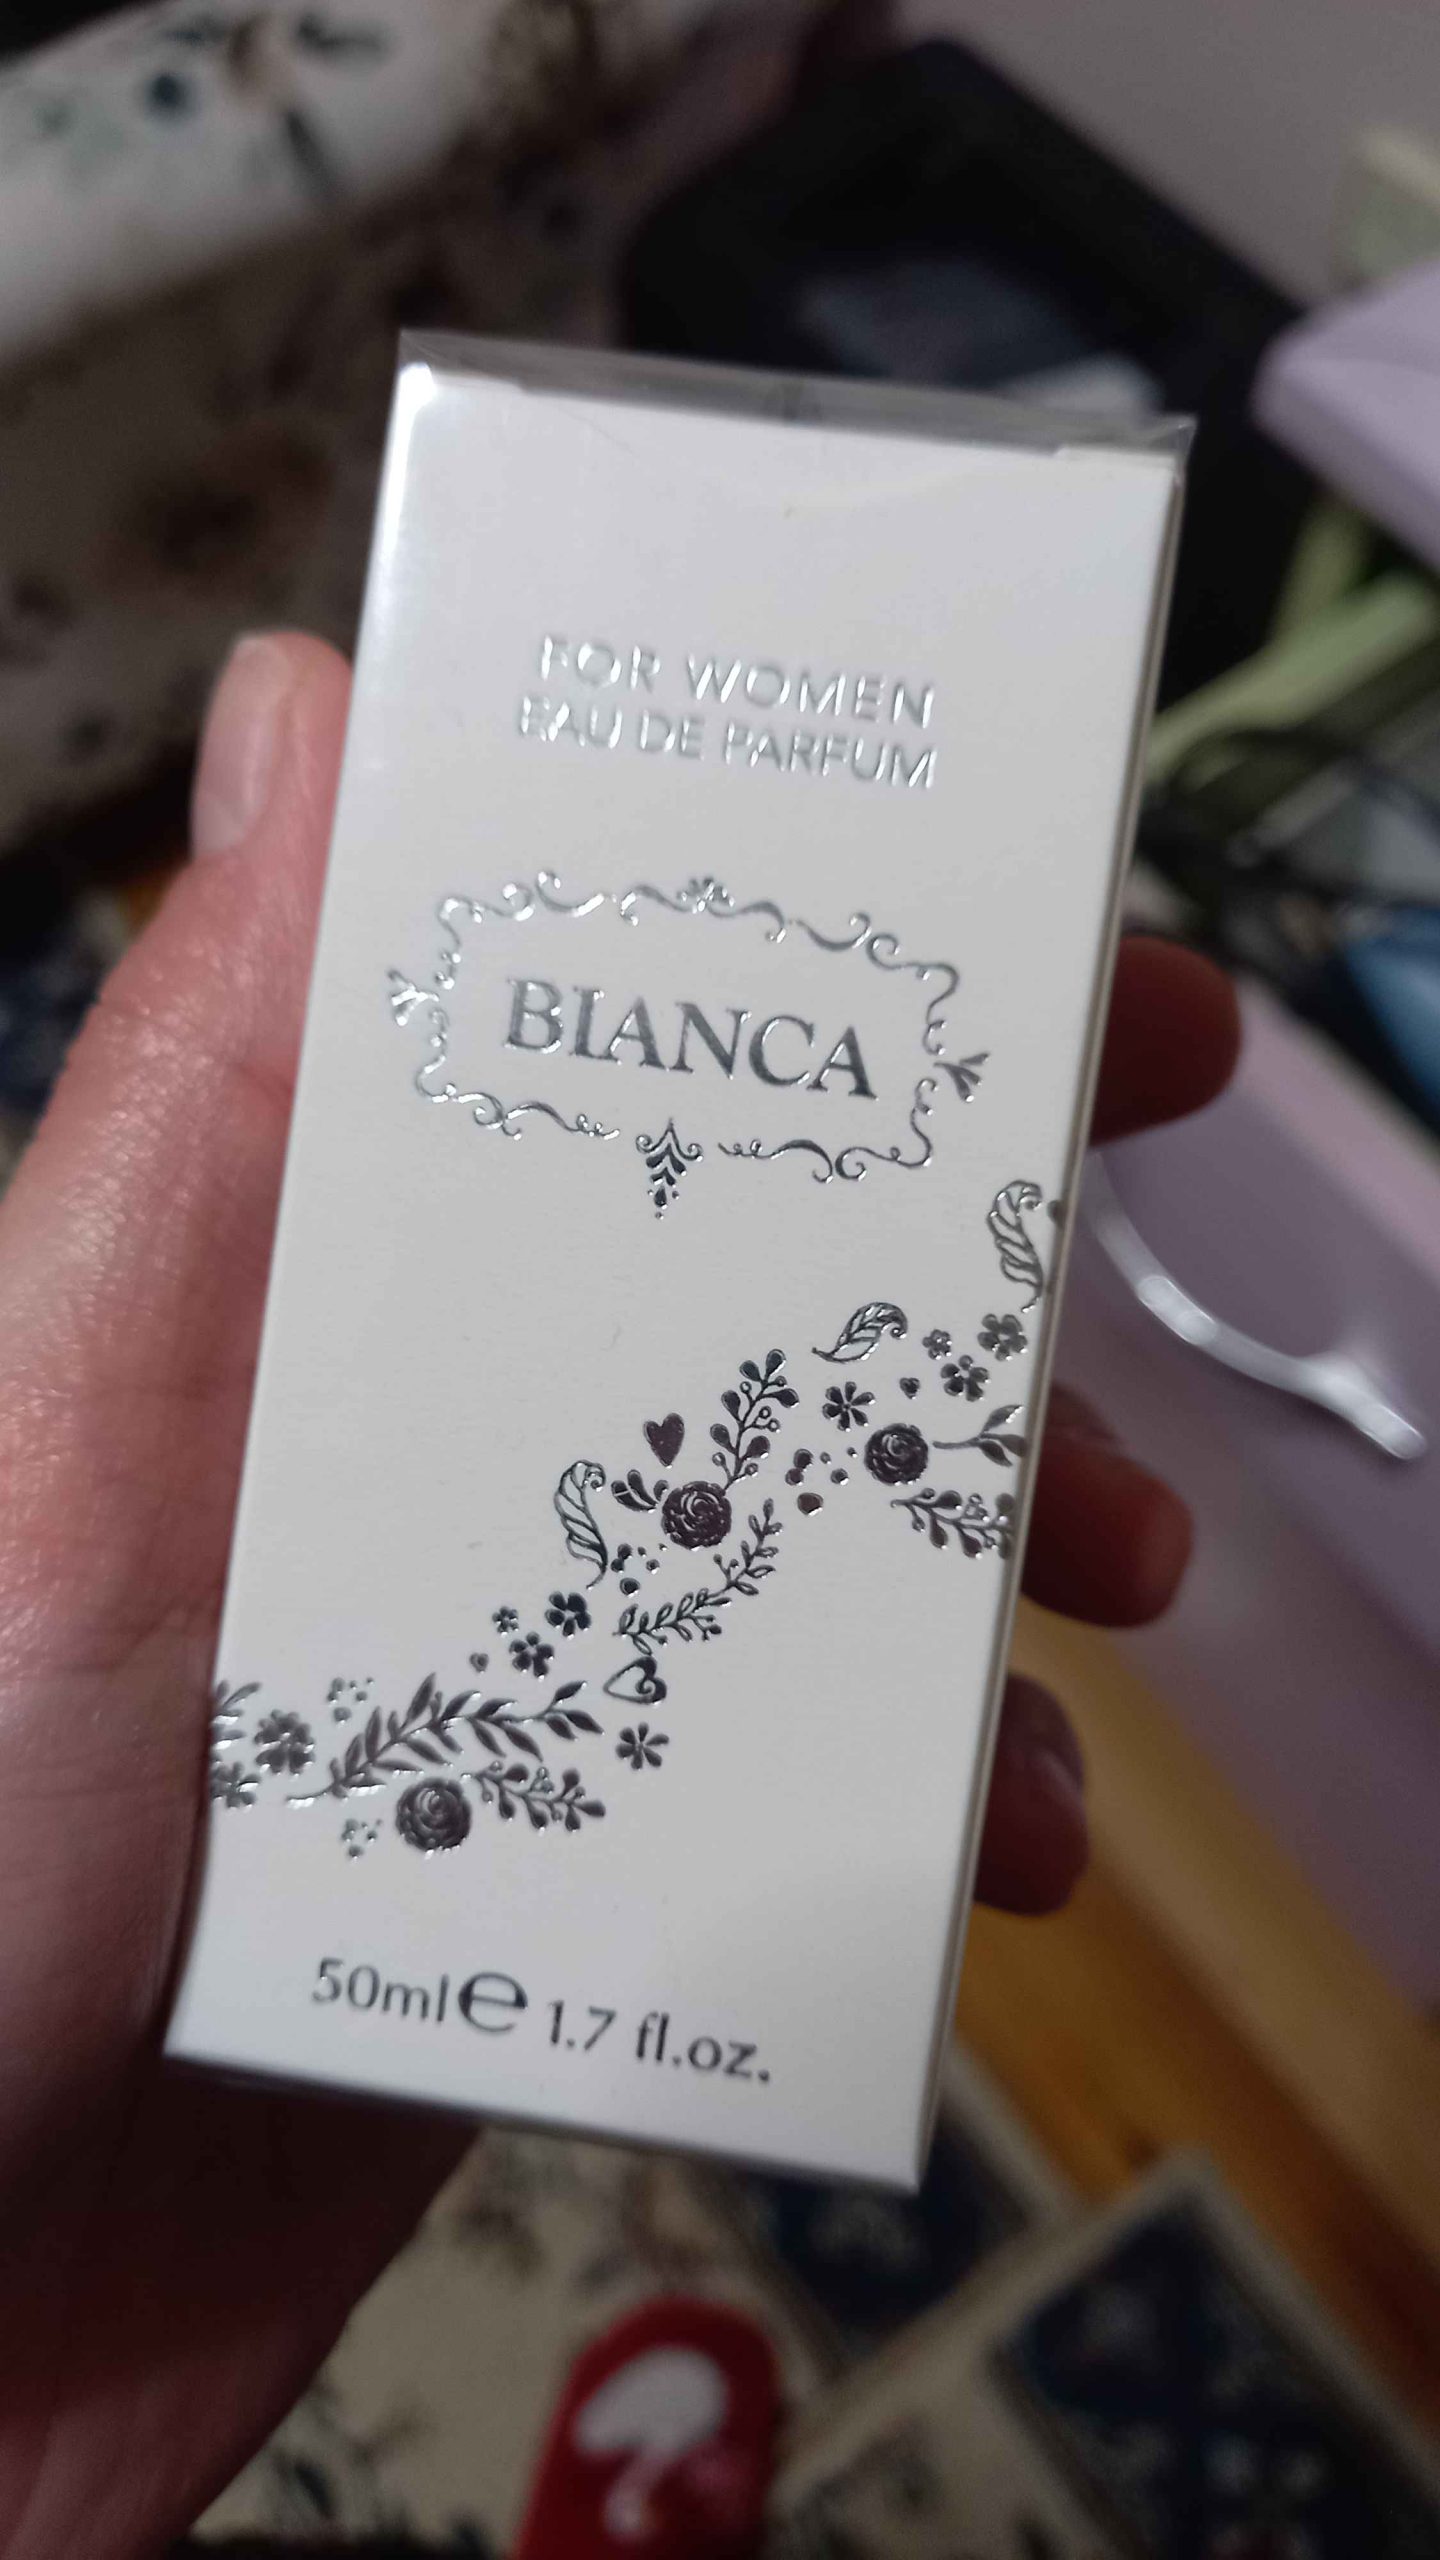 FOR WOMEN
EAU DE PARFUM
BIANCA
50ml℮ 1.7 fl.oz.